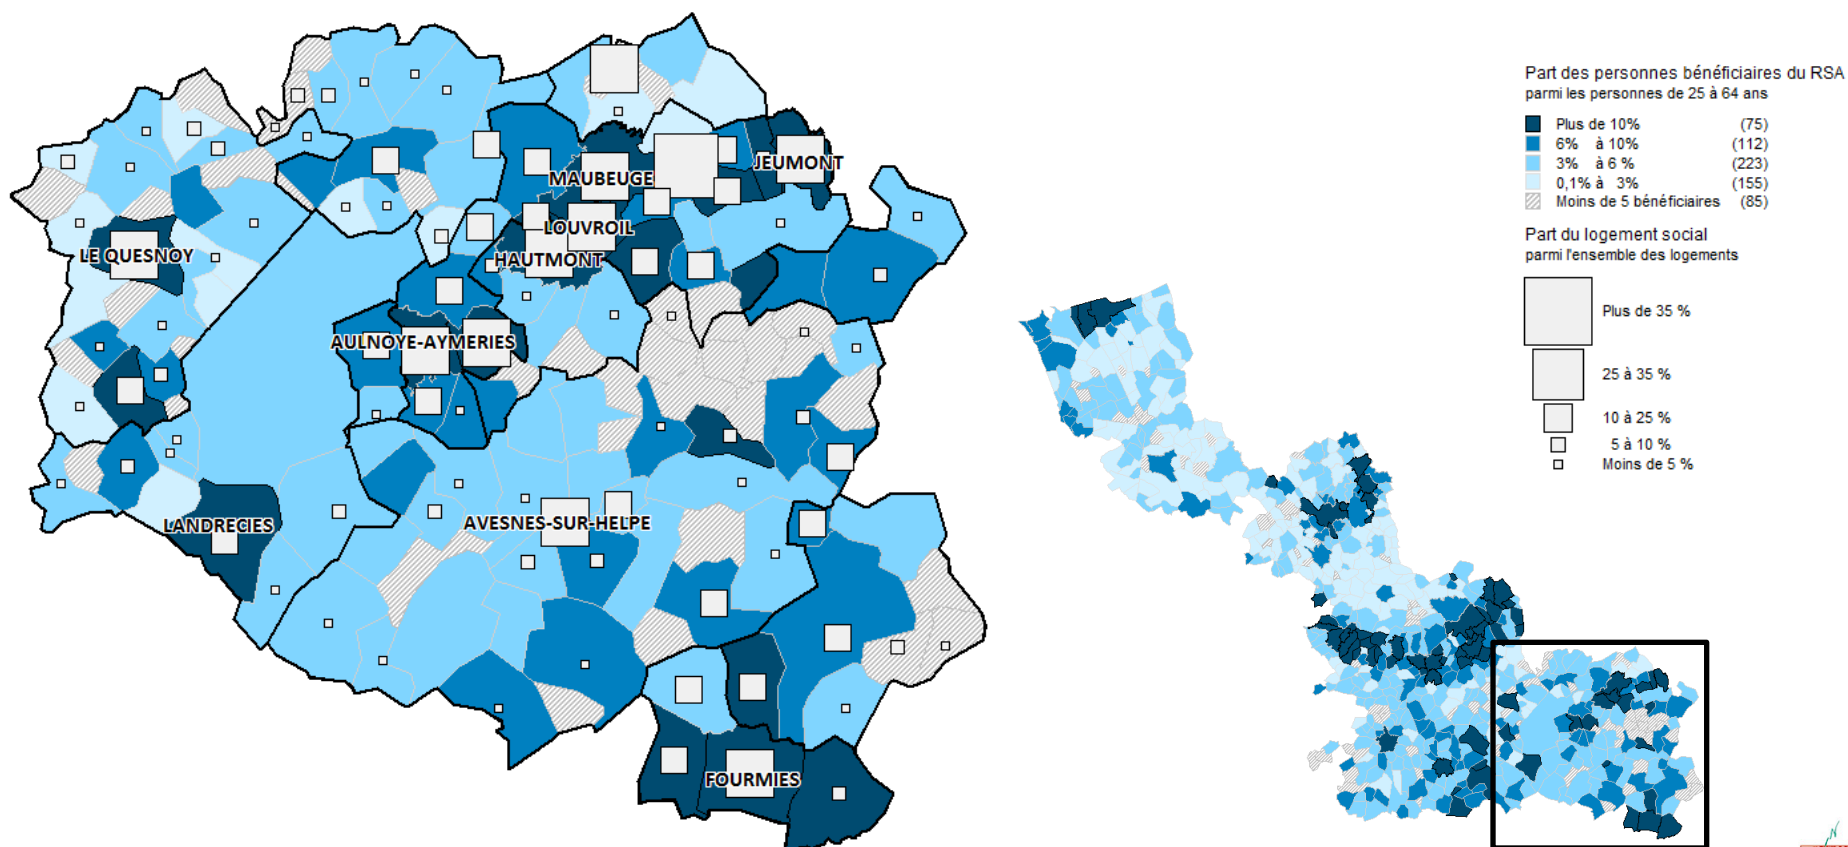 MAUBEUGE
JEUMONT
LOUVROIL
HAUTMONT
LE QUESNOY
AULNOYE-AYMERIES
LANDRECIES
AVESNES-SUR-HELPE
FOURMIES
Part des personnes bénéficiaires du RSA
parmi les personnes de 25 à 64 ans
Plus de 10% (75)
6% à 10% (112)
3% à 6 % (223)
0,1% à 3% (155)
Moins de 5 bénéficiaires (85)
Part du logement social
parmi l'ensemble des logements
Plus de 35 %
25 à 35 %
10 à 25 %
5 à 10 %
Moins de 5 %
N